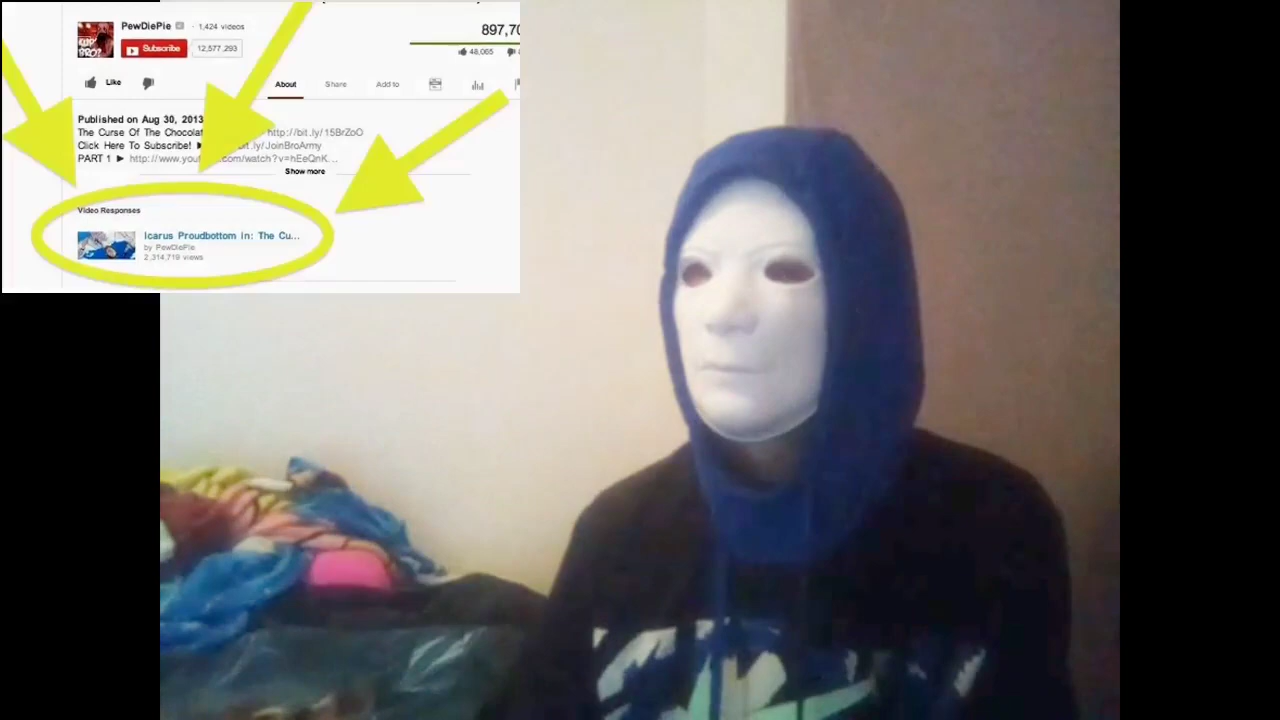 PewDiePie · 1,424 videos
Subscribe 12,577,293
48,065
Like
About Share Add to
Published on Aug 30, 2013
The Curse Of The http://bit.ly/15BrZoO
Click Here To Subscribe! ► bit.ly/JoinBroArmy
PART 1 ► http://www.you com/watch?v=hEeQnK...
Show more
Video Responses
Icarus Proudbottom in: The Cu...
by PewDiePie
2,314,719 views